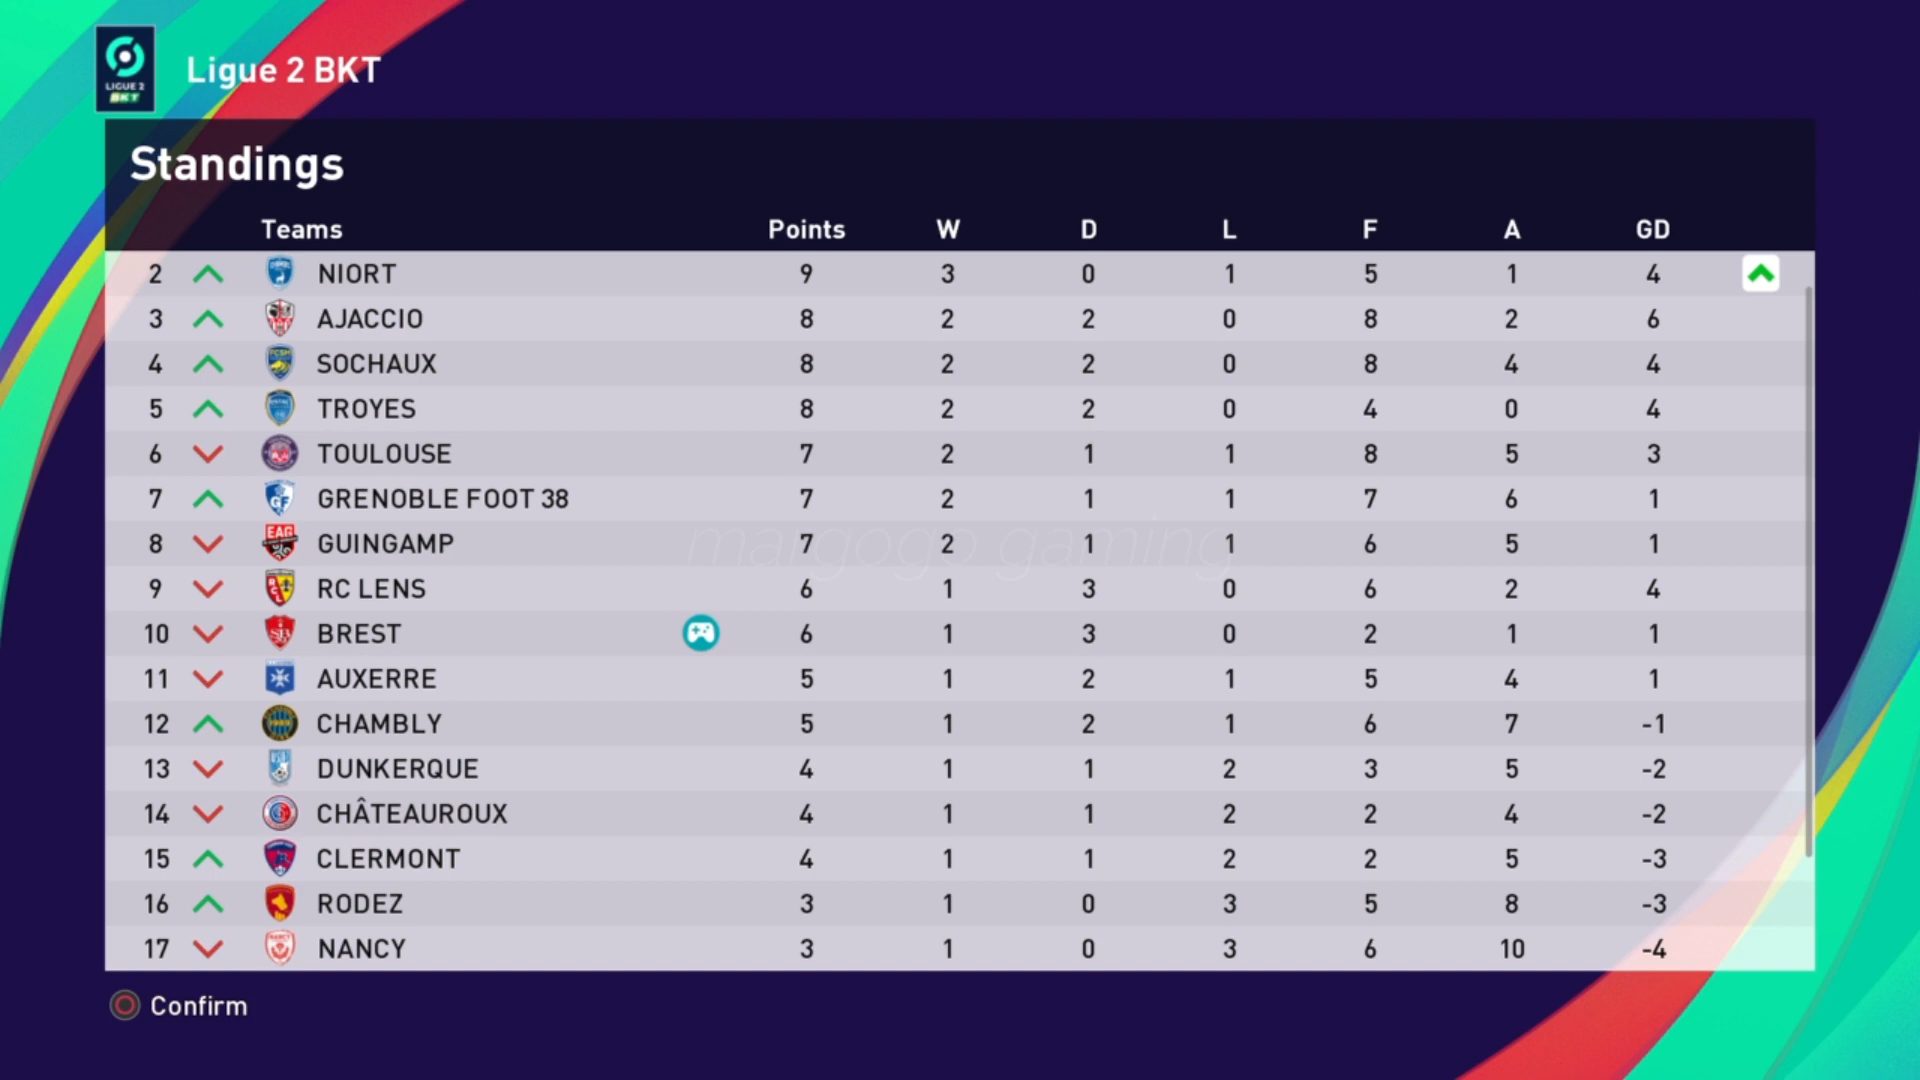 LIGUE 2
BKT
Ligue 2 BKT
Standings
Teams Points W D L F A GD
2 NIORT 9 3 0 1 5 1 4
3 AJACCIO 8 2 2 0 8 2 6
4 SOCHAUX 8 2 2 0 8 4 4
5 TROYES 8 2 2 0 4 0 4
6 TOULOUSE 7 2 1 1 8 5 3
7 GRENOBLE FOOT 38 7 2 1 1 7 6 1
8 GUINGAMP 7 2 1 1 6 5 1
margogo gaming
9 RC LENS 6 1 3 0 6 2 4
10 BREST 6 1 3 0 2 1 1
11 AUXERRE 5 1 2 1 5 4 1
12 CHAMBLY 5 1 2 1 6 7 -1
13 DUNKERQUE 4 1 1 2 3 5 -2
14 CHÂTEAUROUX 4 1 1 2 2 4 -2
15 CLERMONT 4 1 1 2 2 5 -3
16 RODEZ 3 1 0 3 5 8 -3
17 NANCY 3 1 0 3 6 10 -4
Confirm